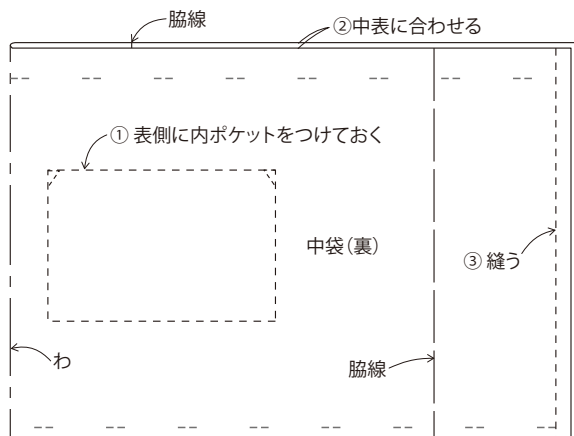 脇線
②中表に合わせる
① 表側に内ポケットをつけておく
中袋(裏)
③ 縫う
わ
脇線